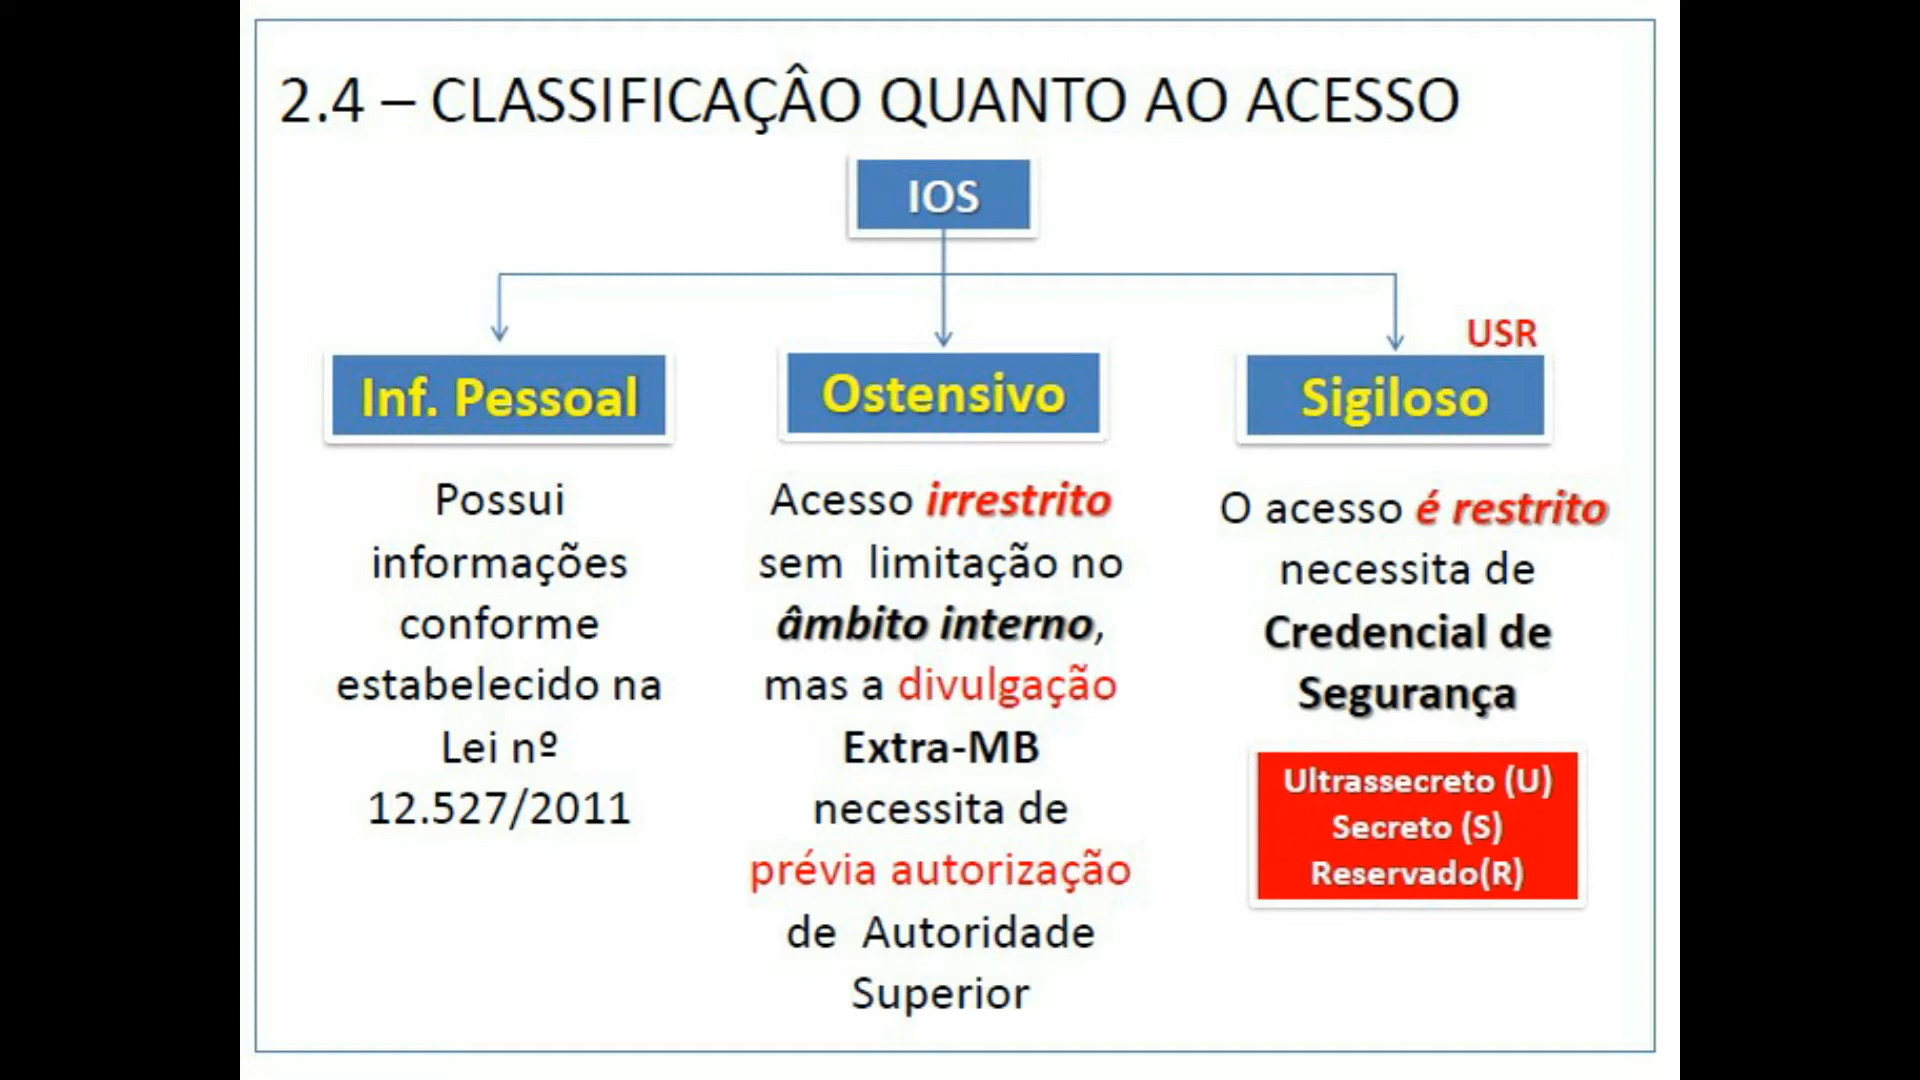 2.4 – CLASSIFICAÇÂO QUANTO AO ACESSO
IOS
USR
Inf. Pessoal
Possui
informações
conforme
estabelecido na
Lei nº
12.527/2011
Ostensivo
Acesso irrestrito
sem limitação no
âmbito interno,
mas a divulgação
Extra-MB
necessita de
prévia autorização
de Autoridade
Superior
Sigiloso
O acesso é restrito
necessita de
Credencial de
Segurança
Ultrassecreto (U)
Secreto (S)
Reservado(R)